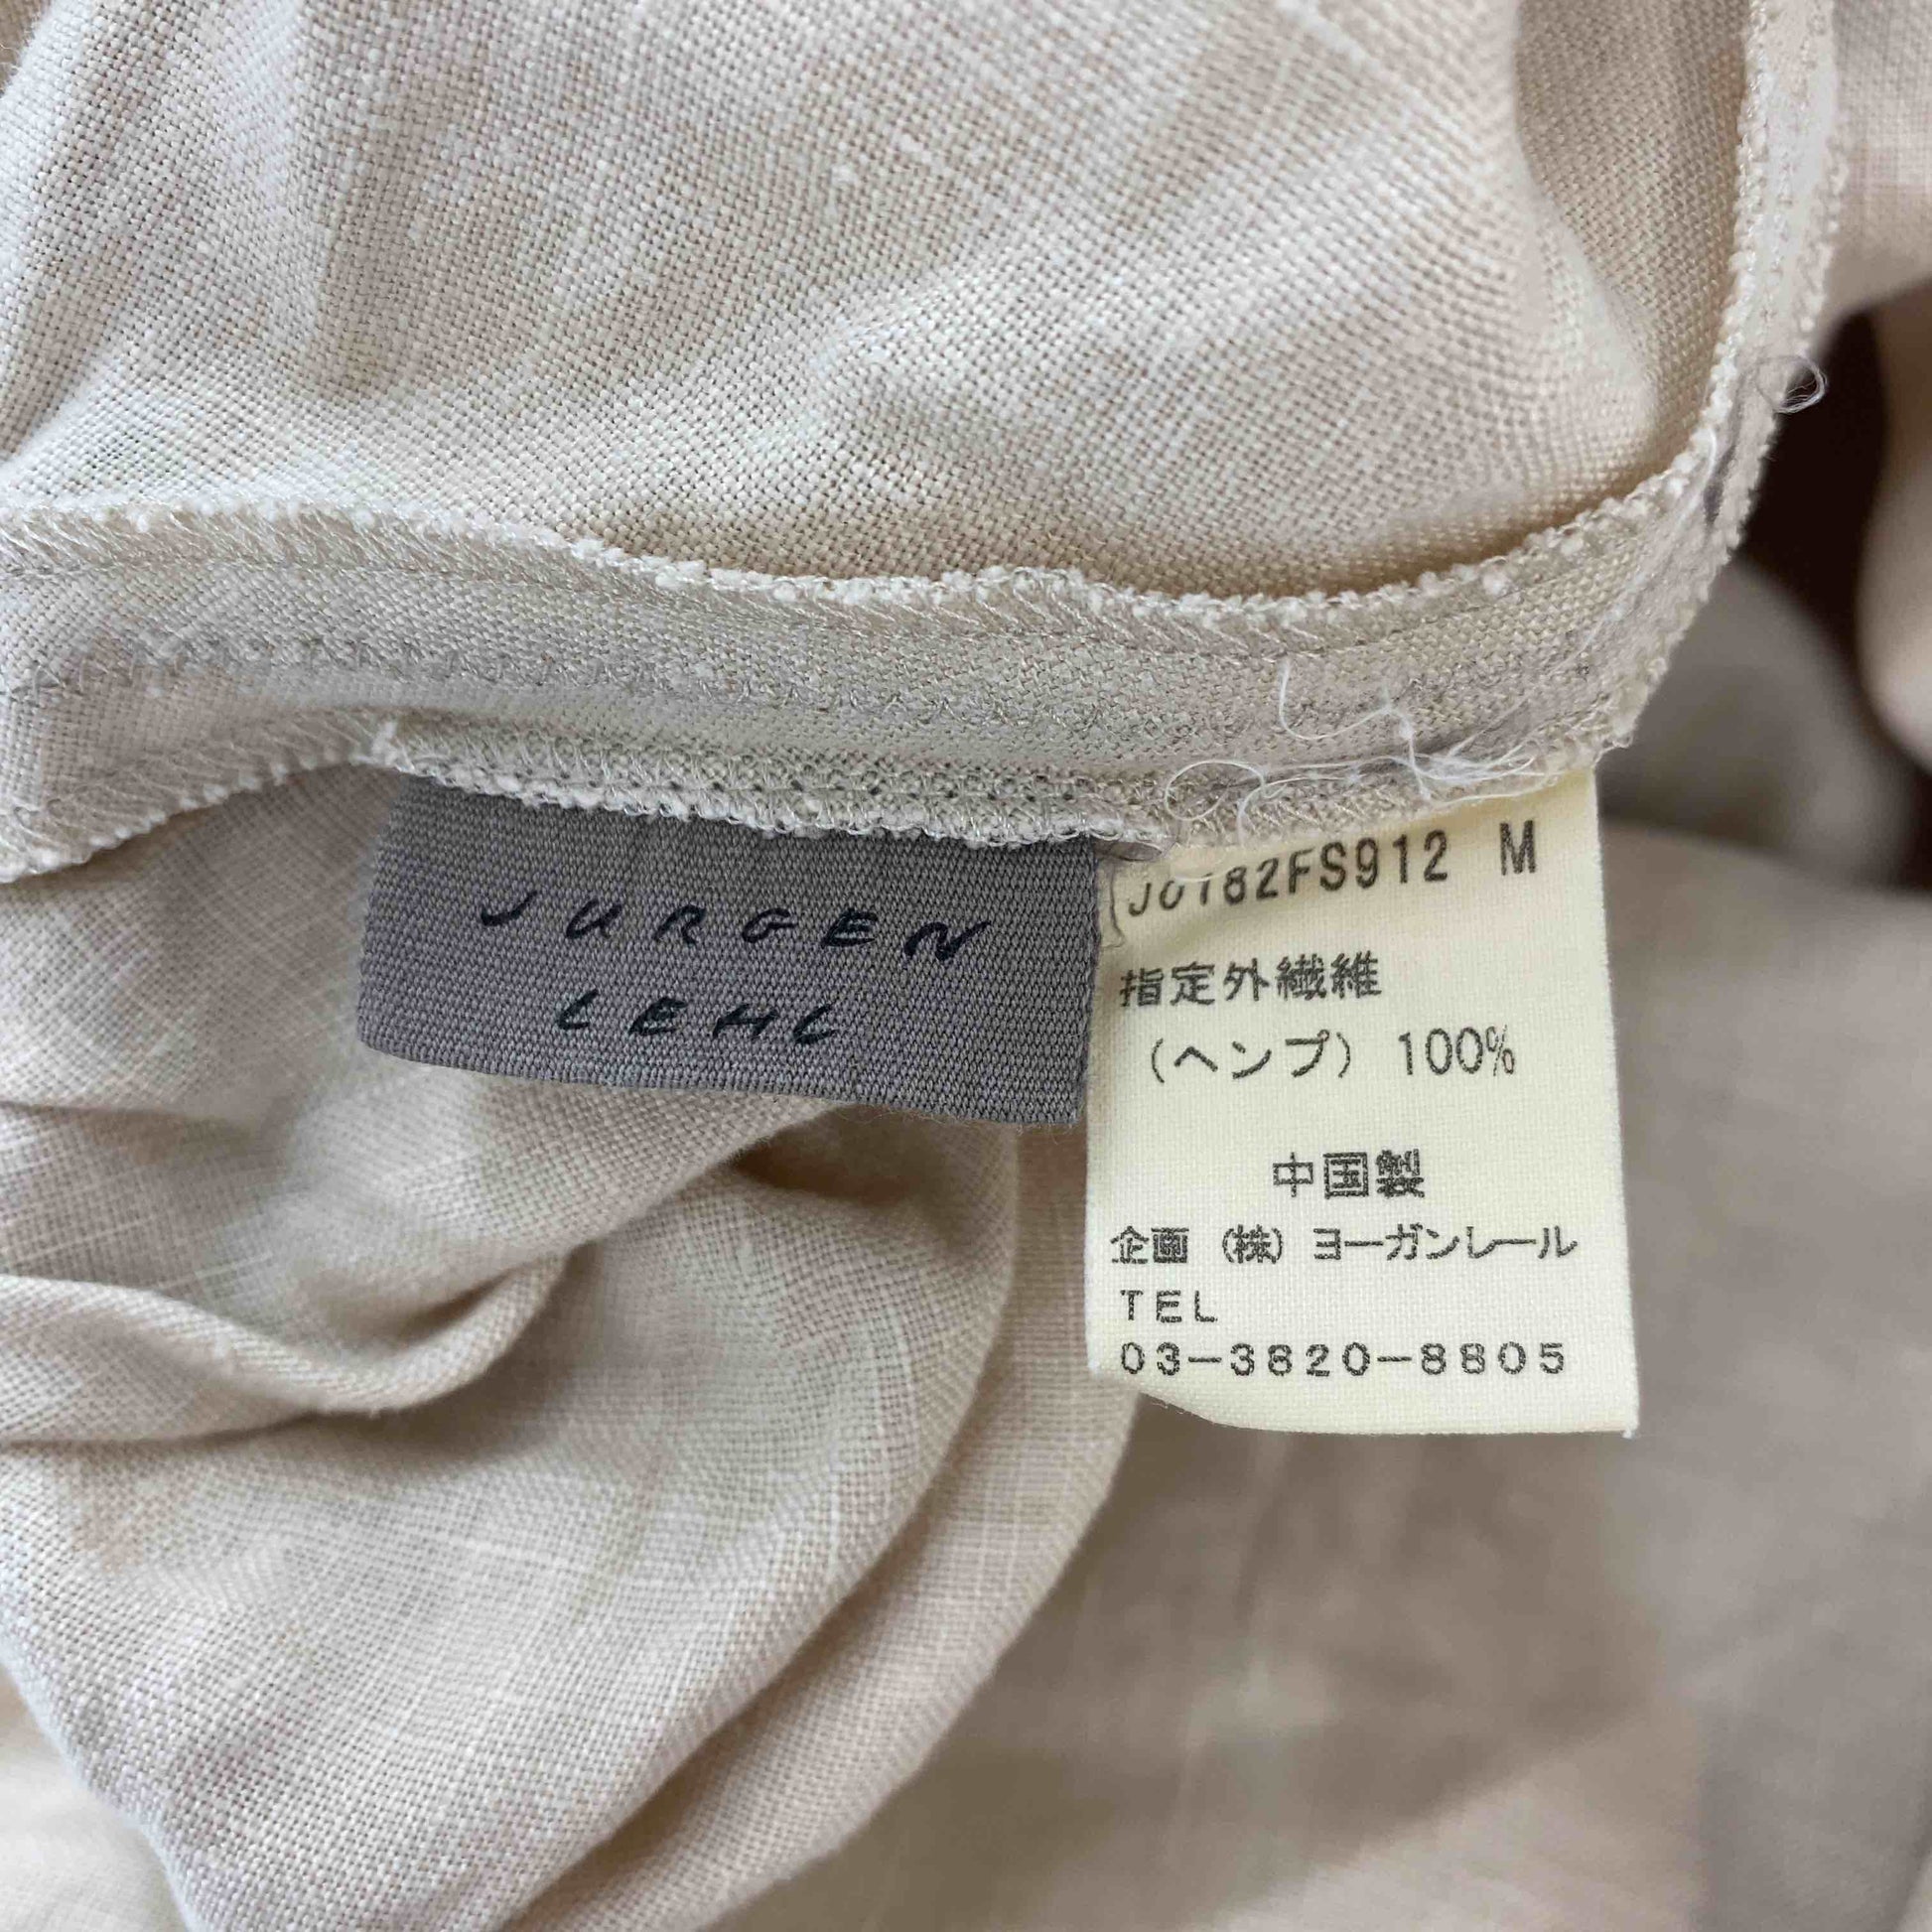 JURGEN
LEHL
J0182FS912 M
指定外繊維
(ヘンプ) 100%
中国製
企画 (株) ヨーガンレール
TEL
03-3820-8805